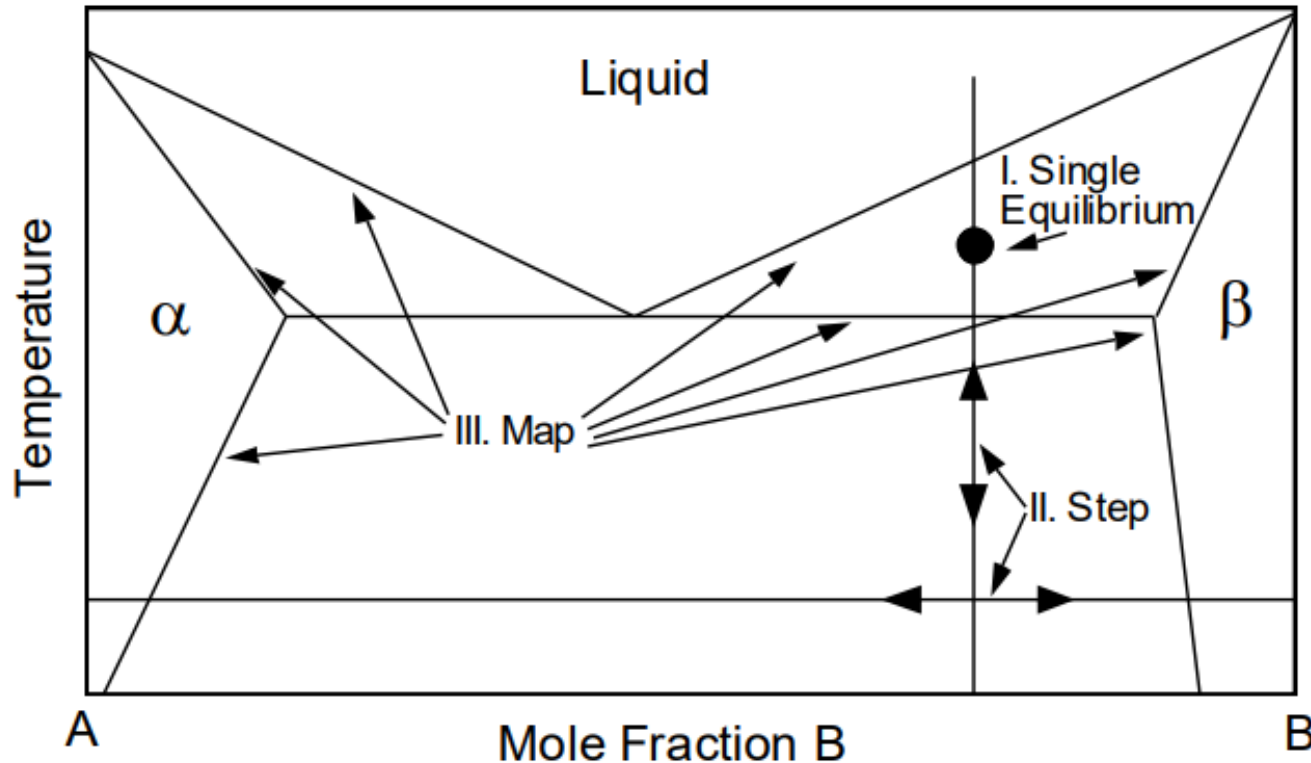 Liquid
I. Single
Equilibrium
α
β
III. Map
II. Step
Temperature
A
Mole Fraction B
B